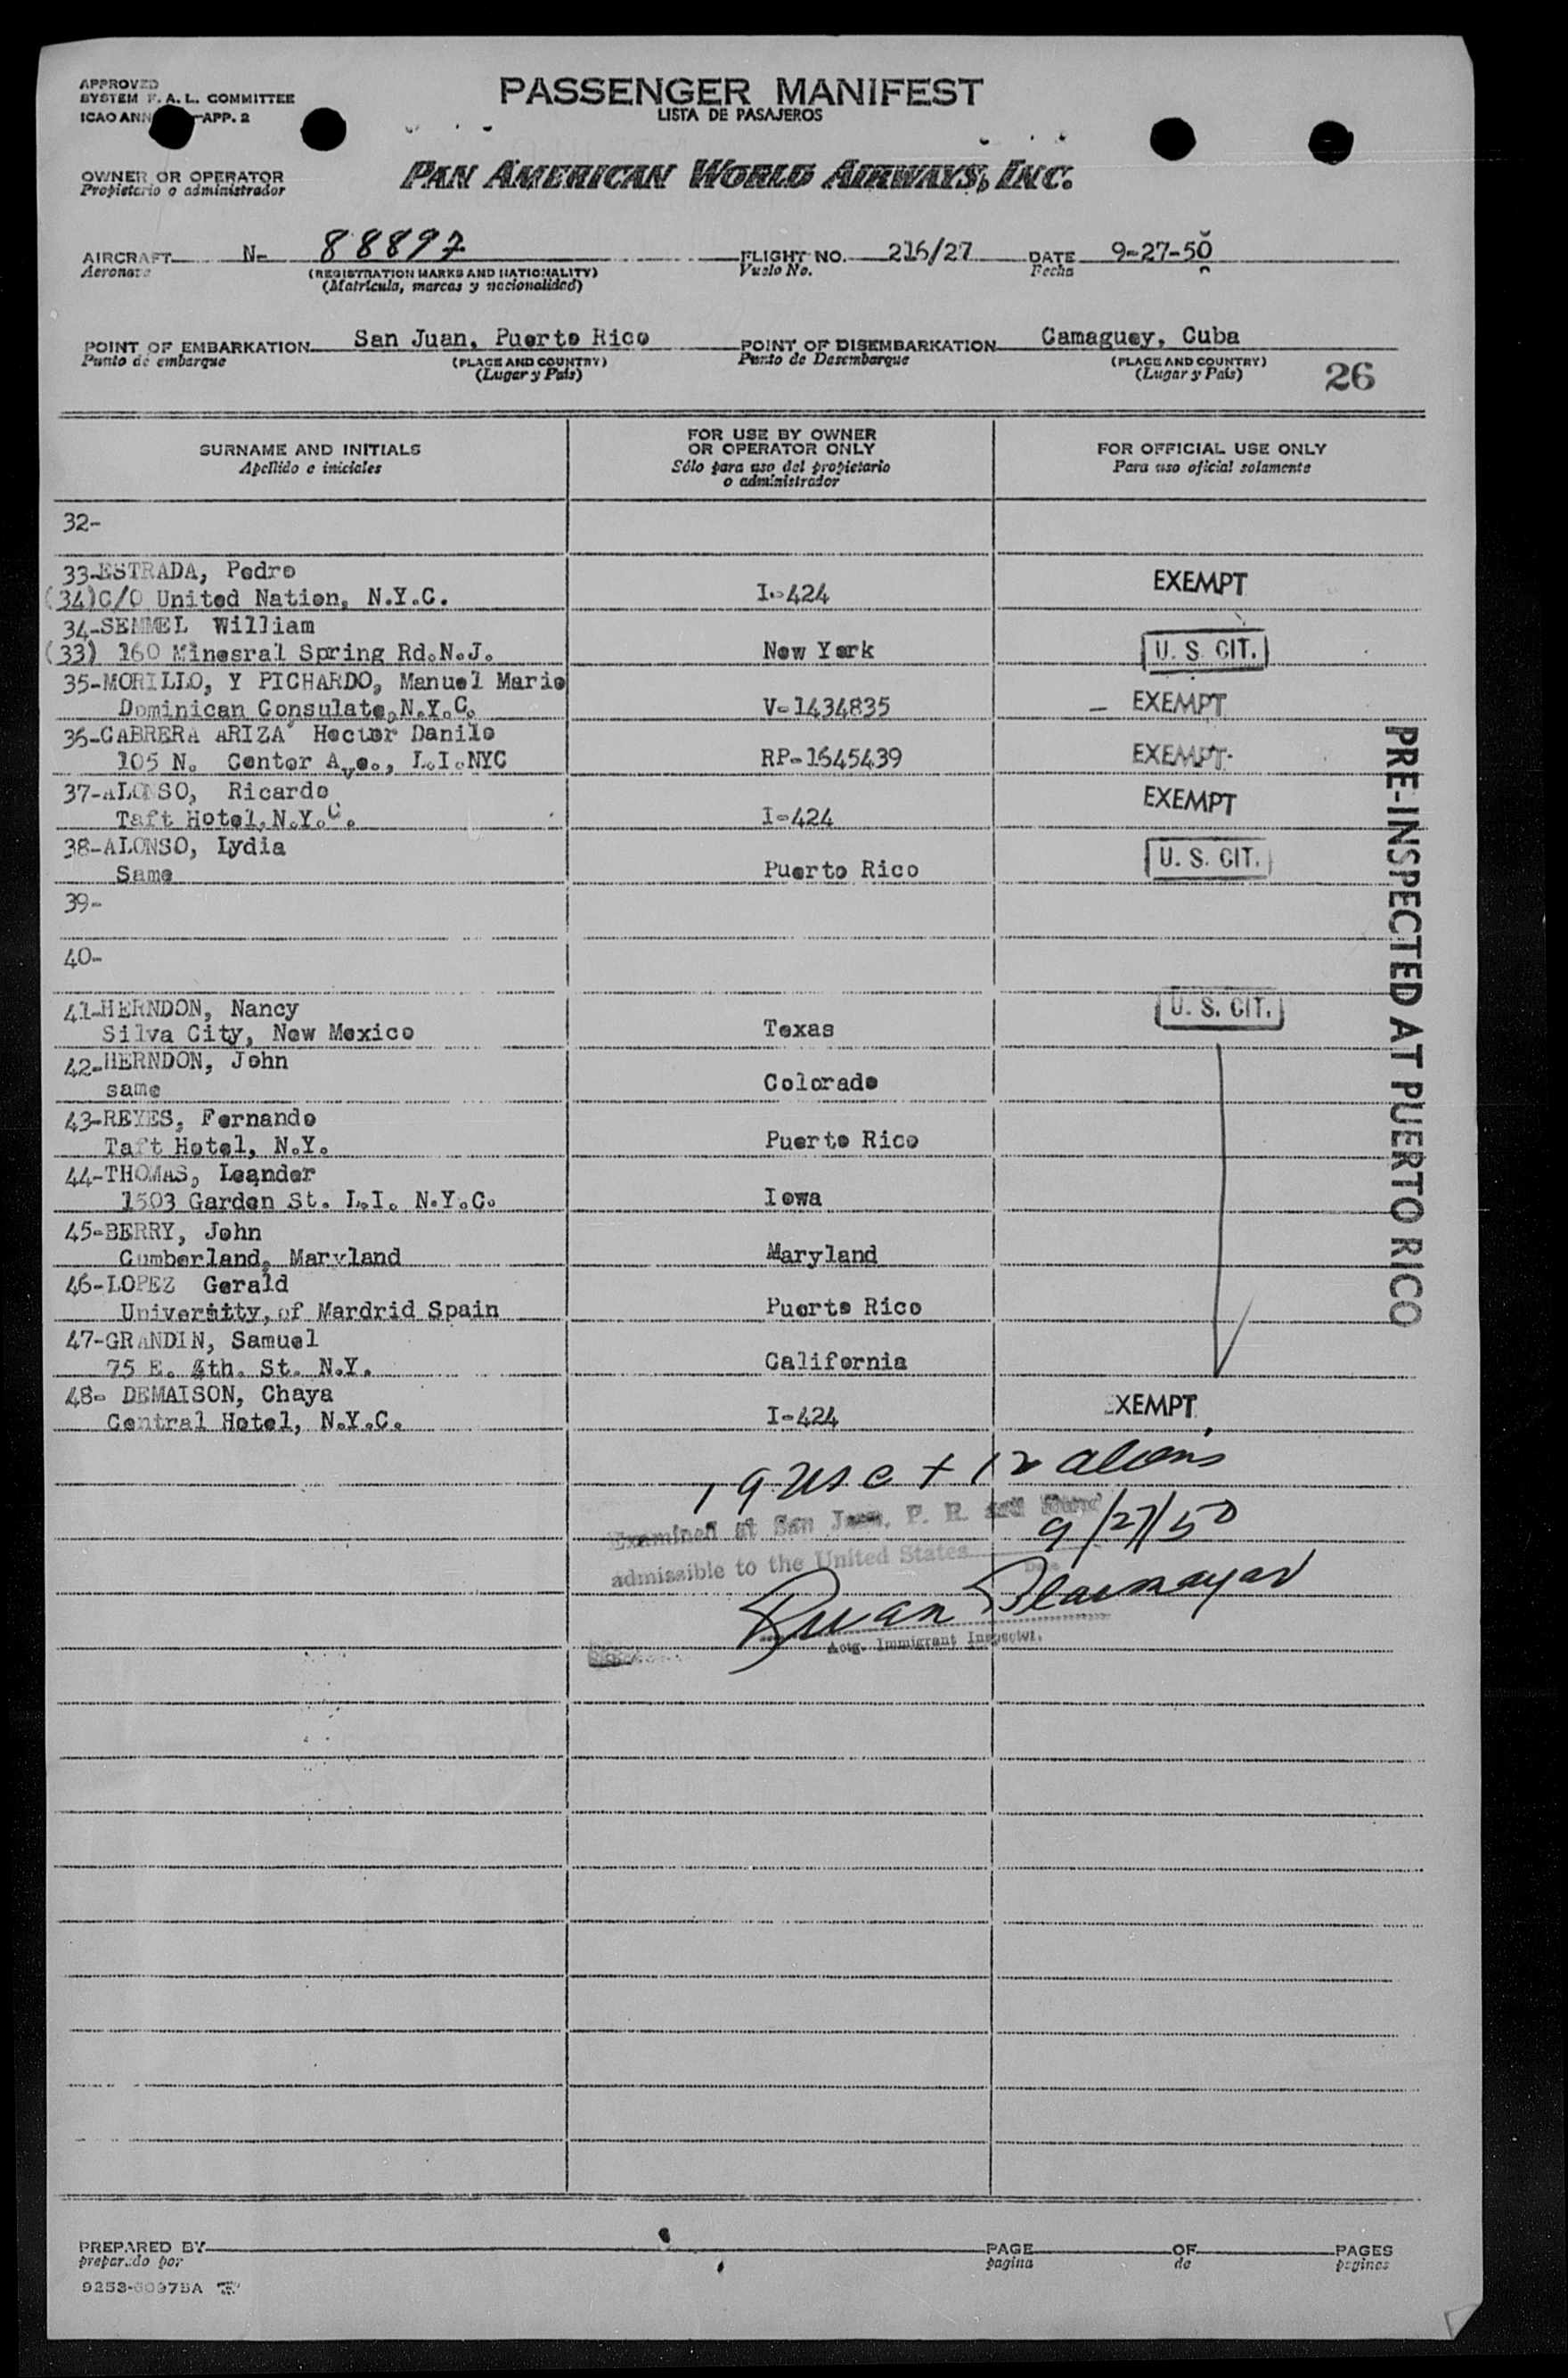 APPROVED
SYSTEM F. A. L. COMMITTEE
ICAO ANN APP. 2
PASSENGER MANIFEST
LISTA DE PASAJEROS
OWNER OR OPERATOR
Propietario o administrador
PAN AMERICAN WORLD AIRWAYS, INC.
AIRCRAFT N- 88897 FLIGHT NO. 216/27 DATE 9-27-50
Aeronave (REGISTRATION MARKS AND NATIONALITY) Vuelo No. Fecha
(Matrícula, marcas y nacionalidad)
POINT OF EMBARKATION San Juan, Puerto Rico POINT OF DISEMBARKATION Camaguey, Cuba
Punto de embarque (PLACE AND COUNTRY) Punto de Desembarque (PLACE AND COUNTRY)
(Lugar y País) (Lugar y País) 26
SURNAME AND INITIALS FOR USE BY OWNER OR OPERATOR ONLY FOR OFFICIAL USE ONLY
Apellido e iniciales Sólo para uso del propietario o administrador Para uso oficial solamente
32-
33-ESTRADA, Pedro EXEMPT
(34)C/O United Nation, N.Y.C. I-424
34-SEMMEL William
(33) 160 Minesral Spring Rd.N.J. New York U. S. CIT.
35-MORILLO, Y PICHARDO, Manuel Mario
Dominican Consulate,N.Y.C. V-1434835 - EXEMPT
36-CABRERA ARIZA Hector Danilo
105 N. Center Ave., L.I.NYC RP-1645439 EXEMPT
37-ALONSO, Ricardo EXEMPT
Taft Hotel,N.Y.C. I-424
38-ALONSO, Lydia U. S. CIT.
Same Puerto Rico
39-
40-
41-HERNDON, Nancy U. S. CIT.
Silva City, New Mexico Texas
42-HERNDON, John
same Colorado
43-REYES, Fernando
Taft Hotel, N.Y. Puerto Rico
44-THOMAS, Leander
1503 Garden St. L.I. N.Y.C. Iowa
45-BERRY, John
Cumberland, Maryland Maryland
46-LOPEZ Gerald
University, of Mardrid Spain Puerto Rico
47-GRANDIN, Samuel
75 E. 4th. St. N.Y. California
48- DEMAISON, Chaya EXEMPT
Central Hotel, N.Y.C. I-424
PRE-INSPECTED AT PUERTO RICO
19 USC + 12 aliens
Examined at San Juan, P. R. and found 9/27/50
admissible to the United States
Date
Actg. Immigrant Inspector.
PREPARED BY PAGE OF PAGES
preparado por pagina de paginas